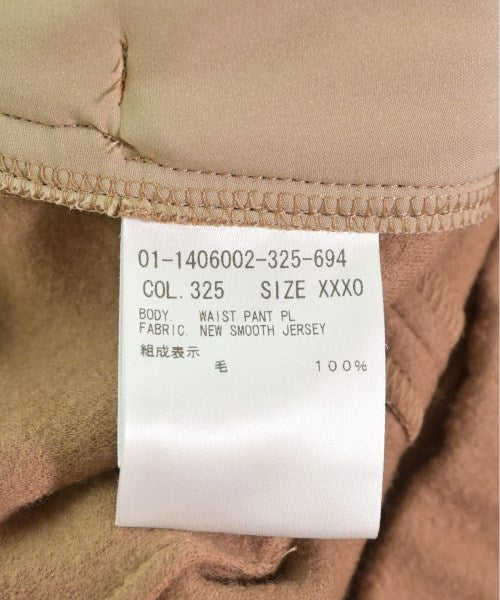 01-1406002-325-694
COL. 325 SIZE XXXO
BODY. WAIST PANT PL
FABRIC. NEW SMOOTH JERSEY
組成表示
毛 100%